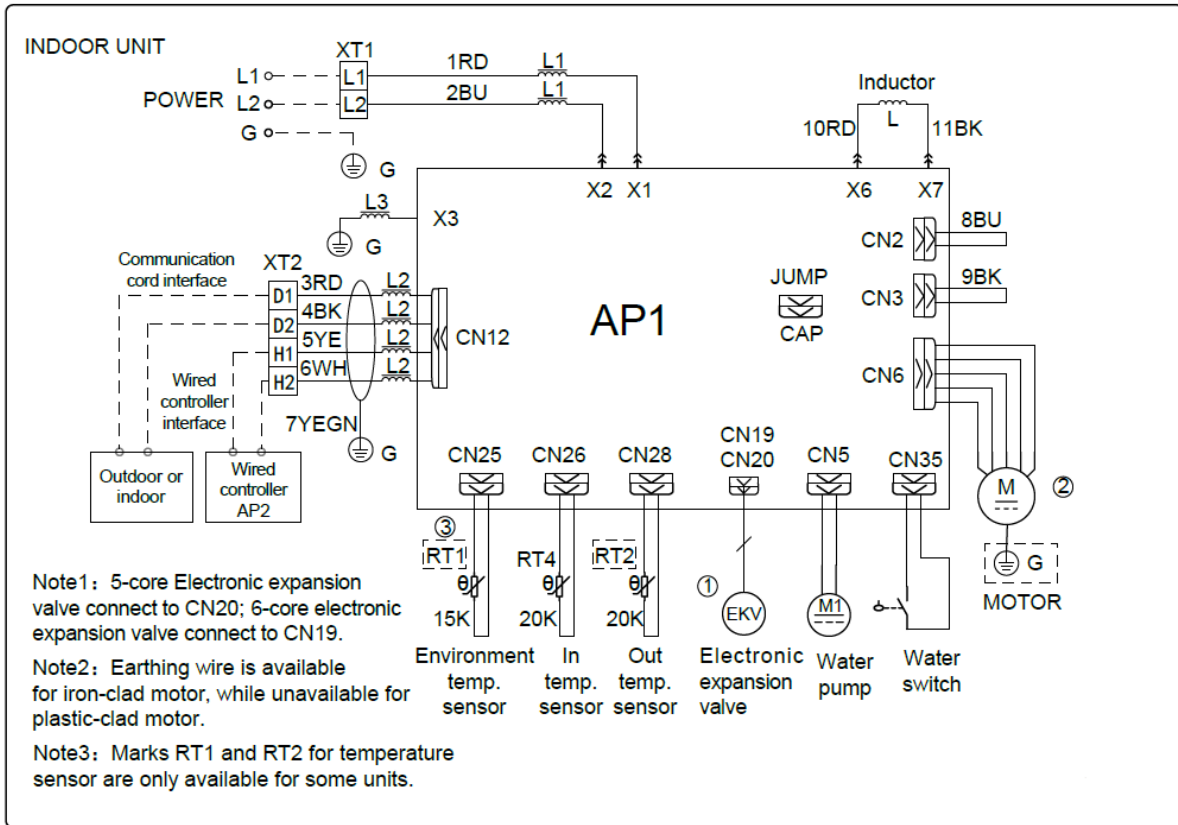 INDOOR UNIT
XT1
L1
L1
1RD
L1
POWER
L2
L2
2BU
L1
G
G
Inductor
10RD
L
11BK
X2
X1
X6
X7
L3
X3
G
CN2
8BU
Communication
cord interface
XT2
D1
3RD
L2
D2
4BK
L2
H1
5YE
L2
H2
6WH
L2
CN12
JUMP
CAP
AP1
CN3
9BK
CN6
Wired
controller
interface
7YEGN
G
Outdoor or
indoor
Wired
controller
AP2
CN25
CN26
CN28
CN19
CN20
CN5
CN35
M
②
G
MOTOR
③
RT1
RT4
RT2
θ
θ
θ
15K
20K
20K
①
EKV
M1
Environment
temp.
sensor
In
temp.
sensor
Out
temp.
sensor
Electronic
expansion
valve
Water
pump
Water
switch
Note1：5-core Electronic expansion
valve connect to CN20; 6-core electronic
expansion valve connect to CN19.
Note2：Earthing wire is available
for iron-clad motor, while unavailable for
plastic-clad motor.
Note3：Marks RT1 and RT2 for temperature
sensor are only available for some units.